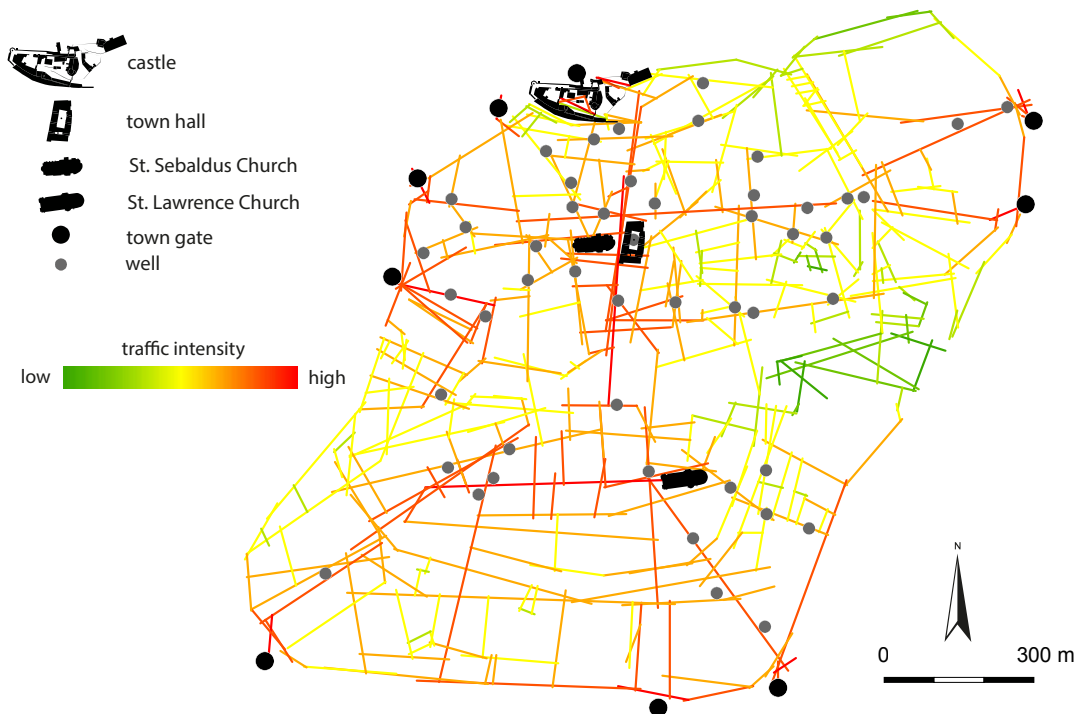 castle
town hall
St. Sebaldus Church
St. Lawrence Church
town gate
well
traffic intensity
low high
N
0 300 m